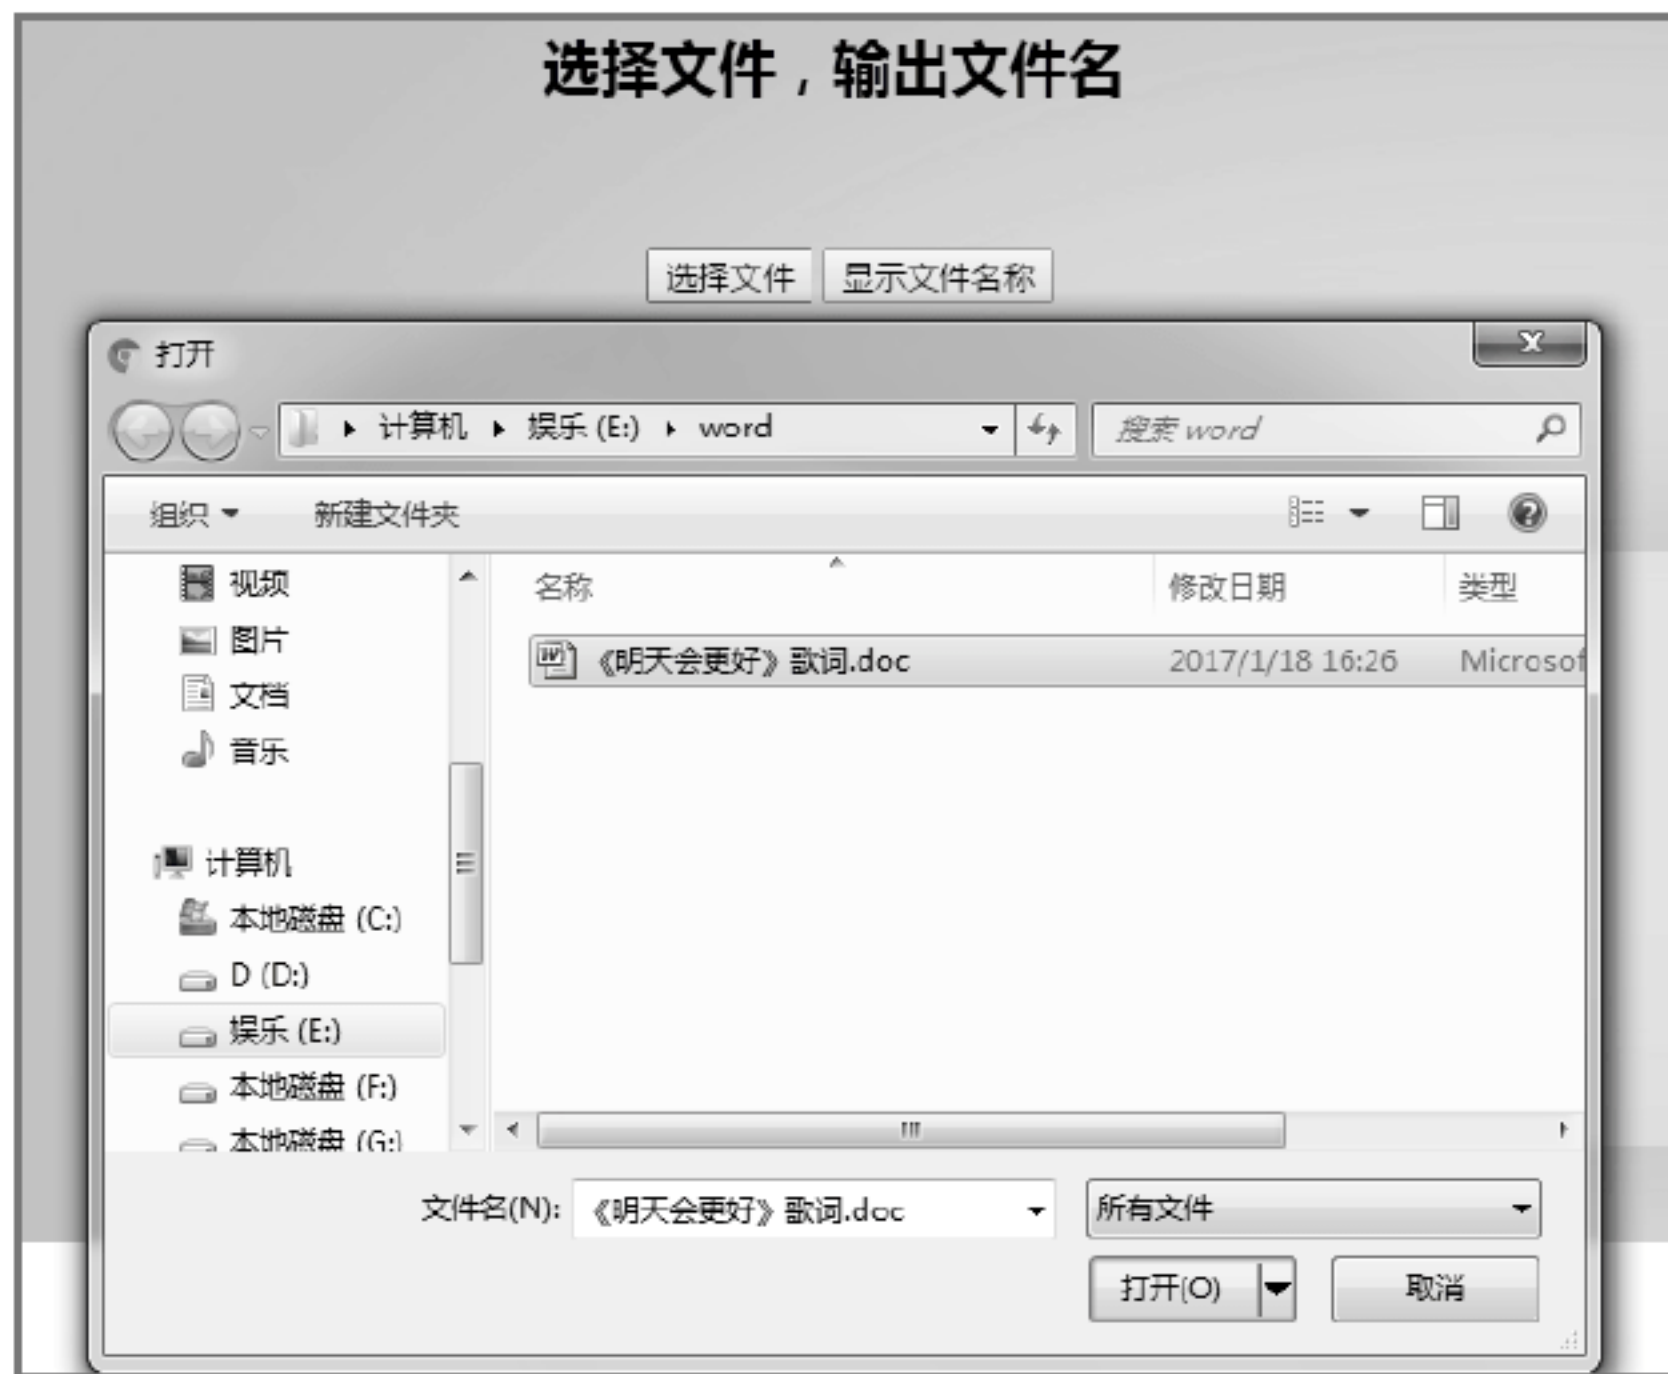 选择文件，输出文件名
选择文件 显示文件名称
打开
计算机 娱乐 (E:) word 搜索 word
组织 新建文件夹
视频 名称 修改日期 类型
图片 《明天会更好》歌词.doc 2017/1/18 16:26 Microsof
文档
音乐
计算机
本地磁盘 (C:)
D (D:)
娱乐 (E:)
本地磁盘 (F:)
本地磁盘 (G:)
文件名(N): 《明天会更好》歌词.doc 所有文件
打开(O) 取消